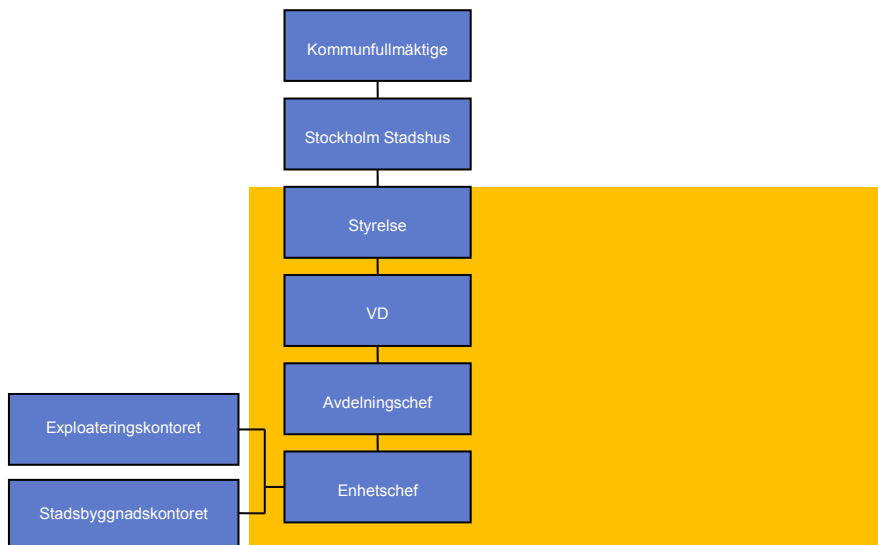 Kommunfullmäktige
Stockholm Stadshus
Styrelse
VD
Avdelningschef
Exploateringskontoret
Enhetschef
Stadsbyggnadskontoret